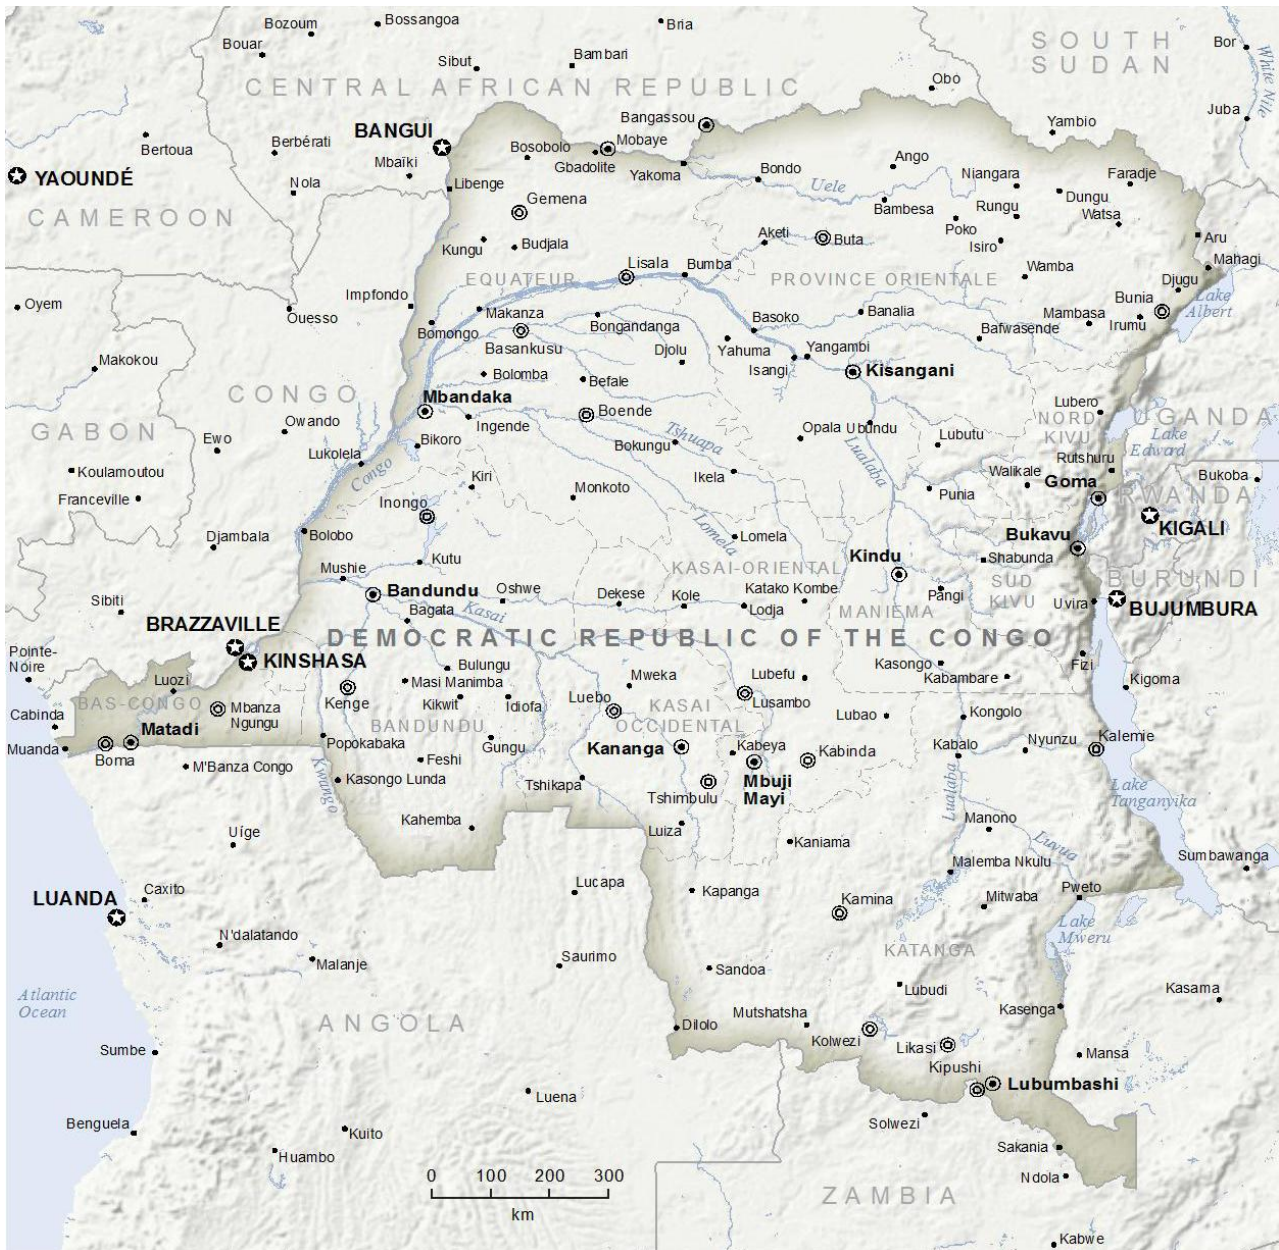 Bozoum
Bossangoa
Bria
SOUTH
SUDAN
Bor
White Nile
Bouar
Sibut
Bambari
CENTRAL AFRICAN REPUBLIC
Obo
Juba
Bangassou
Yambio
BANGUI
Bertoua
Berbérati
Mbaïki
Bosobolo
Mobaye
Gbadolite
Yakoma
Bondo
Ango
Niangara
Faradje
YAOUNDÉ
Nola
Libenge
Uele
Dungu
Gemena
Bambesa
Rungu
Watsa
CAMEROON
Poko
Kungu
Budjala
Aketi
Buta
Isiro
Aru
Lisala
Bumba
Mahagi
EQUATEUR
PROVINCE ORIENTALE
Wamba
Djugu
Oyem
Impfondo
Bunia
Lake
Albert
Ouesso
Makanza
Bongandanga
Basoko
Banalia
Mambasa
Irumu
Bomongo
Bafwasende
Basankusu
Djolu
Yahuma
Yangambi
Isangi
Makokou
Bolomba
Befale
Kisangani
CONGO
Mbandaka
Boende
Lubero
NORD
KIVU
UGANDA
GABON
Owando
Ingende
Opala
Ubundu
Ewo
Bikoro
Bokungu
Tshuapa
Lualaba
Lubutu
Lake
Edward
Lukolela
Congo
Rutshuru
Koulamoutou
Kiri
Ikela
Walikale
Bukoba
Franceville
Monkoto
Punia
Goma
RWANDA
Inongo
KIGALI
Djambala
Bolobo
Lomela
Lomela
Bukavu
Kindu
Kutu
Shabunda
Mushie
KASAI-ORIENTAL
SUD
KIVU
BURUNDI
Bandundu
Oshwe
Dekese
Kole
Katako Kombe
Pangi
Uvira
BUJUMBURA
Sibiti
Bagata
Kasai
Lodja
MANIEMA
BRAZZAVILLE
DEMOCRATIC REPUBLIC OF THE CONGO
KINSHASA
Pointe-
Noire
Fizi
Luozi
Bulungu
Mweka
Lubefu
Kasongo
Kabambare
Kigoma
Masi Manimba
BAS-CONGO
Mbanza
Ngungu
Kenge
Kikwit
Idiofa
Luebo
Lusambo
Cabinda
KASAI
OCCIDENTAL
Lubao
Kongolo
BANDUNDU
Matadi
Muanda
Boma
Popokabaka
Gungu
Kananga
Kabeya
Kabinda
Kabalo
Nyunzu
Kalemie
M'Banza Congo
Feshi
Kwango
Kasongo Lunda
Tshikapa
Tshimbulu
Mbuji
Mayi
Lualaba
Lake
Tanganyika
Uíge
Kahemba
Luiza
Manono
Kaniama
Luvua
Malemba Nkulu
Sumbawanga
LUANDA
Caxito
Lucapa
Kapanga
Pweto
Kamina
Mitwaba
N'dalatando
Lake
Mweru
Malanje
Saurimo
KATANGA
Sandoa
Atlantic
Ocean
Lubudi
Kasama
Kasenga
ANGOLA
Dilolo
Mutshatsha
Sumbe
Kolwezi
Likasi
Mansa
Kipushi
Lubumbashi
Luena
Benguela
Kuito
Solwezi
Huambo
Sakania
0 100 200 300
km
Ndola
ZAMBIA
Kabwe